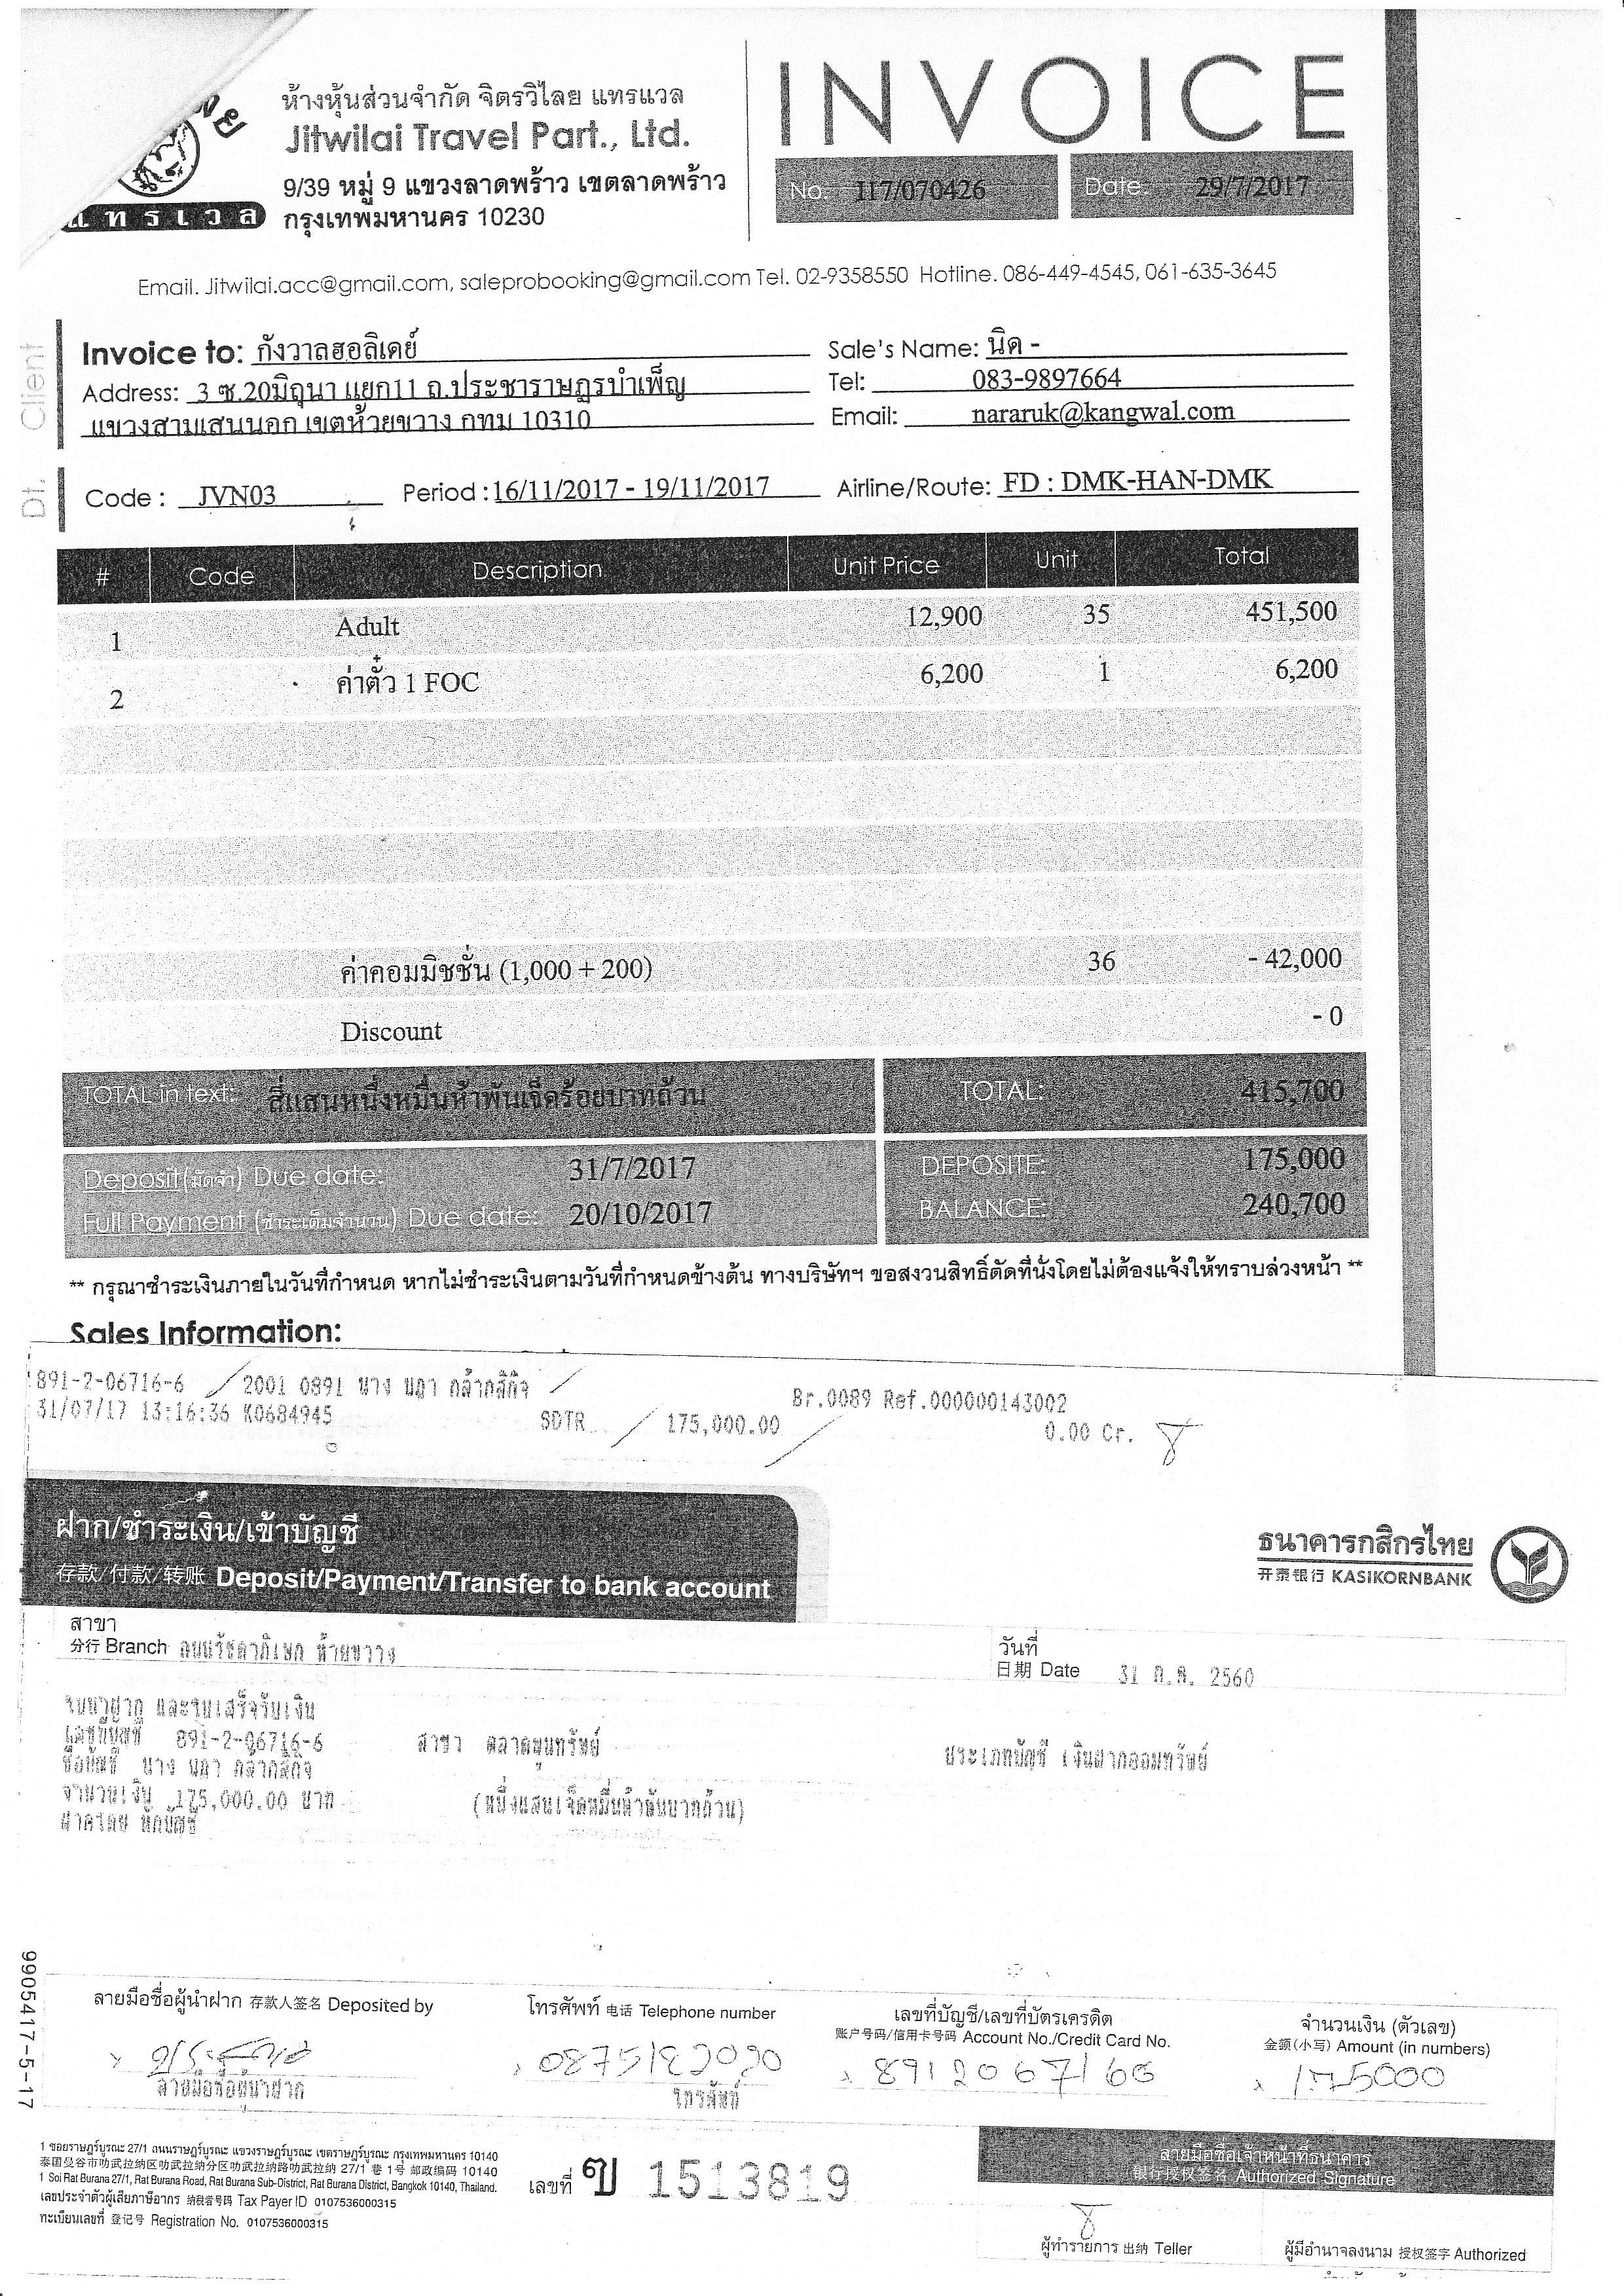 ห้างหุ้นส่วนจำกัด จิตรวิไลย แทรแวล
Jitwilai Travel Part., Ltd.
9/39 หมู่ 9 แขวงลาดพร้าว เขตลาดพร้าว
กรุงเทพมหานคร 10230
แทรเวล
INVOICE
No. I17/070426 Date. 29/7/2017
Email. Jitwilai.acc@gmail.com, saleprobooking@gmail.com Tel. 02-9358550 Hotline. 086-449-4545, 061-635-3645
Dt. Client
Invoice to: กังวาลฮอลิเดย์ Sale's Name: นิค -
Address: 3 ซ.20มิถุนา แยก11 ถ.ประชาราษฎรบำเพ็ญ Tel: 083-9897664
แขวงสามเสนนอก เขตห้วยขวาง กทม 10310 Email: nararuk@kangwal.com
Code : JVN03 Period : 16/11/2017 - 19/11/2017 Airline/Route: FD : DMK-HAN-DMK
# Code Description Unit Price Unit Total
1 Adult 12,900 35 451,500
2 ค่าตั๋ว 1 FOC 6,200 1 6,200
ค่าคอมมิชชั่น (1,000 + 200) 36 - 42,000
Discount - 0
TOTAL in text: สี่แสนหนึ่งหมื่นห้าพันเจ็ดร้อยบาทถ้วน TOTAL: 415,700
Deposit(มัดจำ) Due date: 31/7/2017 DEPOSITE: 175,000
Full Payment (ชำระเต็มจำนวน) Due date: 20/10/2017 BALANCE: 240,700
** กรุณาชำระเงินภายในวันที่กำหนด หากไม่ชำระเงินตามวันที่กำหนดข้างต้น ทางบริษัทฯ ขอสงวนสิทธิ์ตัดที่นั่งโดยไม่ต้องแจ้งให้ทราบล่วงหน้า **
Sales Information:
891-2-06716-6 2001 0891 นาง นภา กล้ากสิกิจ Br.0089 Ref.000000143002
31/07/17 13:16:36 K0684945 SDTR 175,000.00 0.00 Cr.
ฝาก/ชำระเงิน/เข้าบัญชี
存款/付款/转账 Deposit/Payment/Transfer to bank account
ธนาคารกสิกรไทย
开泰银行 KASIKORNBANK
สาขา
分行 Branch ถนนรัชดาภิเษก ห้วยขวาง
วันที่
日期 Date 31 ก.ค. 2560
ใบนำฝาก และใบเสร็จรับเงิน
เลขที่บัญชี 891-2-06716-6 สาขา ตลาดขุนทรัพย์ ประเภทบัญชี เงินฝากออมทรัพย์
ชื่อบัญชี นาง นภา กล้ากสิกิจ
จำนวนเงิน 175,000.00 บาท (หนึ่งแสนเจ็ดหมื่นห้าพันบาทถ้วน)
ฝากโดย หักบัญชี
9905417-5-17
ลายมือชื่อผู้นำฝาก 存款人签名 Deposited by
ลายมือชื่อผู้นำฝาก
โทรศัพท์ 电话 Telephone number
0875182020
โทรศัพท์
เลขที่บัญชี/เลขที่บัตรเครดิต
账户号码/信用卡号码 Account No./Credit Card No.
8912067166
จำนวนเงิน (ตัวเลข)
金额(小写) Amount (in numbers)
175000
1 ซอยราษฎร์บูรณะ 27/1 ถนนราษฎร์บูรณะ แขวงราษฎร์บูรณะ เขตราษฎร์บูรณะ กรุงเทพมหานคร 10140
泰国曼谷市叻武拉纳区叻武拉纳分区叻武拉纳路叻武拉纳 27/1 巷 1号 邮政编码 10140
1 Soi Rat Burana 27/1, Rat Burana Road, Rat Burana Sub-District, Rat Burana District, Bangkok 10140, Thailand.
เลขประจำตัวผู้เสียภาษีอากร 纳税者号码 Tax Payer ID 0107536000315
ทะเบียนเลขที่ 登记号 Registration No. 0107536000315
เลขที่ ฃ 1513819
ลายมือชื่อเจ้าหน้าที่ธนาคาร
银行授权签名 Authorized Signature
ผู้ทำรายการ 出纳 Teller
ผู้มีอำนาจลงนาม 授权签字 Authorized